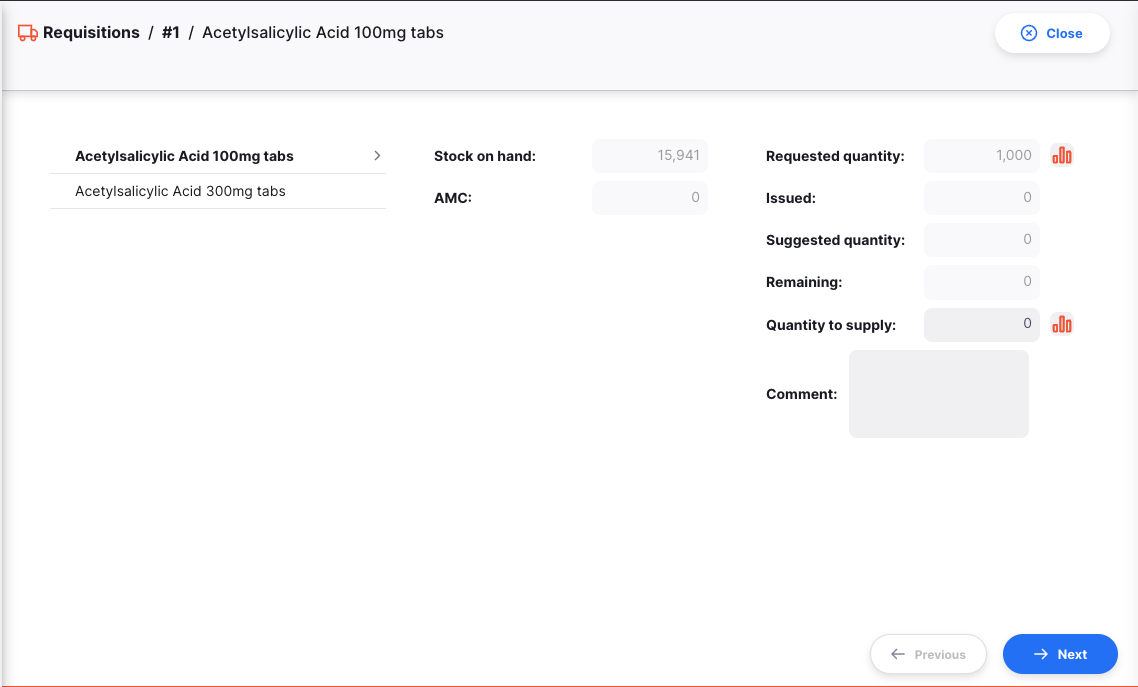 Requisitions / #1 / Acetylsalicylic Acid 100mg tabs
Close
Acetylsalicylic Acid 100mg tabs
Acetylsalicylic Acid 300mg tabs
Stock on hand: 15,941
AMC: 0
Requested quantity: 1,000
Issued: 0
Suggested quantity: 0
Remaining: 0
Quantity to supply: 0
Comment:
Previous
Next